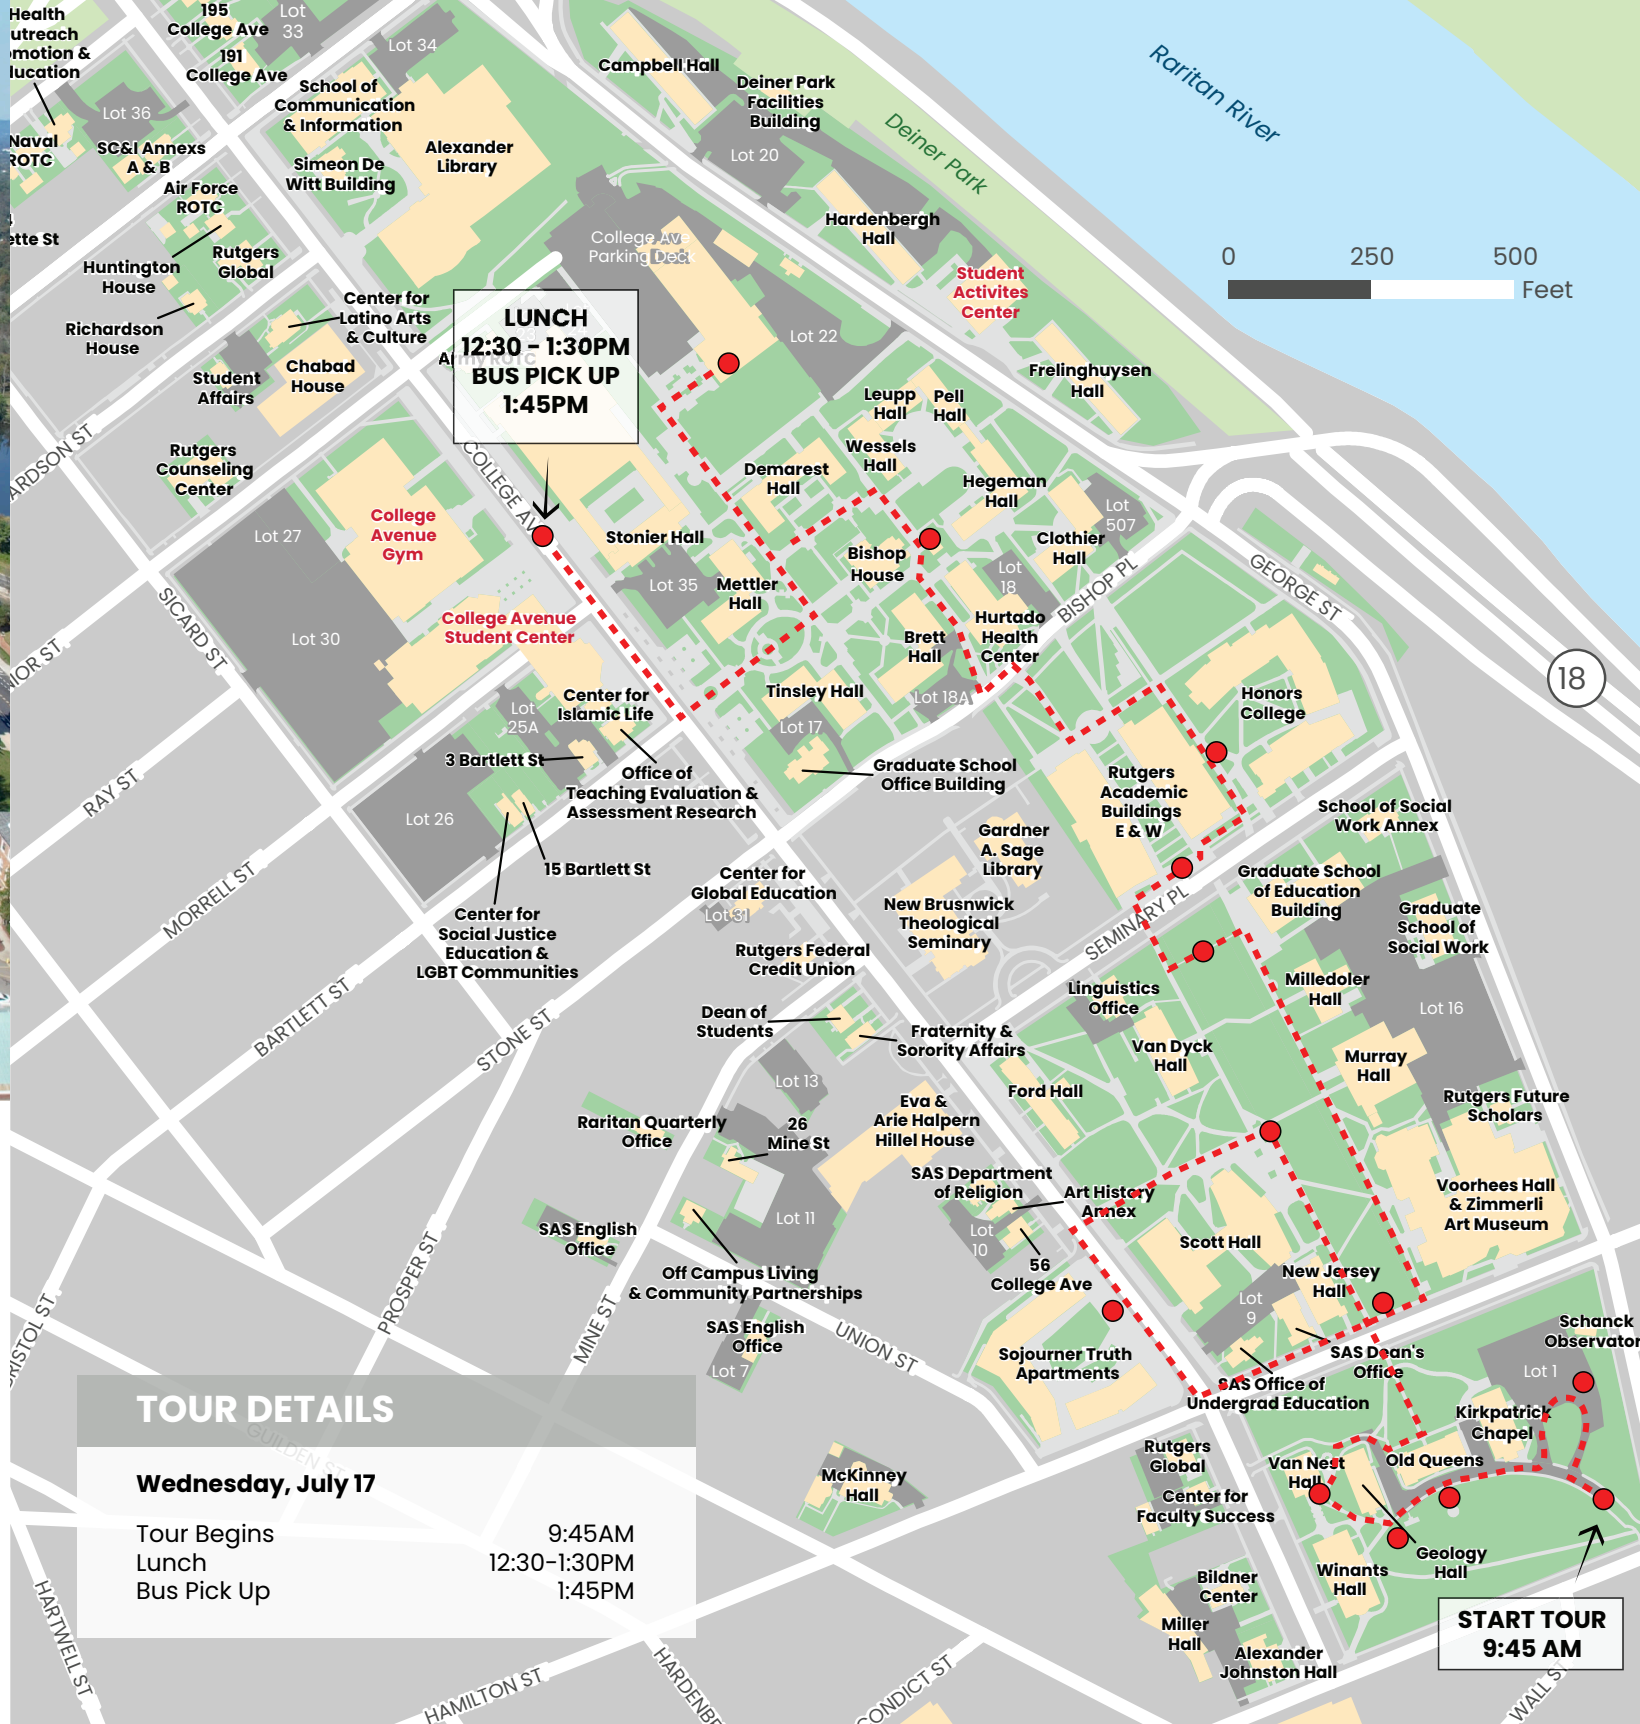 Health
utreach
omotion &
ducation
195
College Ave
Lot
33
191
College Ave
Lot 34
School of
Communication
& Information
Campbell Hall
Deiner Park
Facilities
Building
Raritan River
Deiner Park
Lot 36
Naval
ROTC
SC&I Annexs
A & B
Simeon De
Witt Building
Alexander
Library
Lot 20
Air Force
ROTC
ette St
Huntington
House
Rutgers
Global
College Ave
Parking Deck
Hardenbergh
Hall
0 250 500
Feet
Student
Activites
Center
Richardson
House
Center for
Latino Arts
& Culture
LUNCH
12:30 - 1:30PM
BUS PICK UP
1:45PM
Army ROTC
Lot 22
Student
Affairs
Chabad
House
Frelinghuysen
Hall
Leupp
Hall
Pell
Hall
ARDSON ST
Rutgers
Counseling
Center
COLLEGE AV
Wessels
Hall
Demarest
Hall
Hegeman
Hall
Lot
507
Lot 27
College
Avenue
Gym
Stonier Hall
Clothier
Hall
Bishop
House
Lot
18
BISHOP PL
GEORGE ST
Lot 35
Mettler
Hall
SICARD ST
Lot 30
College Avenue
Student Center
Hurtado
Health
Center
Brett
Hall
IOR ST
18
Tinsley Hall
Lot 18A
Center for
Islamic Life
Lot
25A
Lot 17
Honors
College
3 Bartlett St
Office of
Teaching Evaluation &
Assessment Research
Graduate School
Office Building
Rutgers
Academic
Buildings
E & W
RAY ST
Lot 26
School of Social
Work Annex
Gardner
A. Sage
Library
15 Bartlett St
Center for
Global Education
Lot 31
Graduate School
of Education
Building
MORRELL ST
Center for
Social Justice
Education &
LGBT Communities
New Brusnwick
Theological
Seminary
SEMINARY PL
Graduate
School of
Social Work
Rutgers Federal
Credit Union
Linguistics
Office
Milledoler
Hall
Lot 16
BARTLETT ST
STONE ST
Dean of
Students
Fraternity &
Sorority Affairs
Van Dyck
Hall
Murray
Hall
Lot 13
Ford Hall
Rutgers Future
Scholars
Raritan Quarterly
Office
26
Mine St
Eva &
Arie Halpern
Hillel House
SAS Department
of Religion
Art History
Annex
Voorhees Hall
& Zimmerli
Art Museum
Lot 11
SAS English
Office
Lot
10
Scott Hall
56
College Ave
Off Campus Living
& Community Partnerships
New Jersey
Hall
Lot
9
PROSPER ST
RISTOL ST
MINE ST
SAS English
Office
Lot 7
UNION ST
Sojourner Truth
Apartments
SAS Dean's
Office
SAS Office of
Undergrad Education
Schanck
Observator
Lot 1
Kirkpatrick
Chapel
TOUR DETAILS
GUILDEN ST
Wednesday, July 17
Tour Begins 9:45AM
Lunch 12:30-1:30PM
Bus Pick Up 1:45PM
McKinney
Hall
Rutgers
Global
Van Nest
Hall
Old Queens
Center for
Faculty Success
Geology
Hall
Winants
Hall
Bildner
Center
Miller
Hall
Alexander
Johnston Hall
START TOUR
9:45 AM
HARTWELL ST
HAMILTON ST
HARDENBE
CONDICT ST
WALL ST